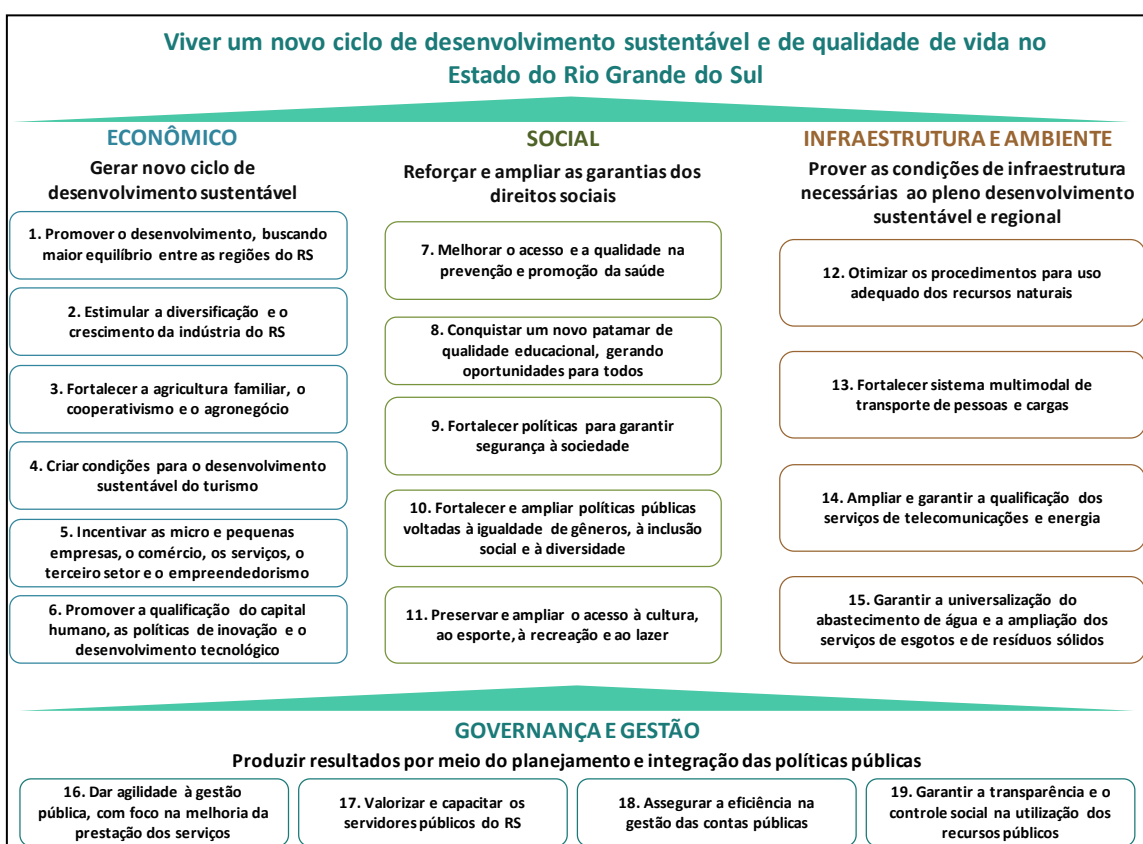 Viver um novo ciclo de desenvolvimento sustentável e de qualidade de vida no
Estado do Rio Grande do Sul
ECONÔMICO
Gerar novo ciclo de
desenvolvimento sustentável
1. Promover o desenvolvimento, buscando
maior equilíbrio entre as regiões do RS
2. Estimular a diversificação e o
crescimento da indústria do RS
3. Fortalecer a agricultura familiar, o
cooperativismo e o agronegócio
4. Criar condições para o desenvolvimento
sustentável do turismo
5. Incentivar as micro e pequenas
empresas, o comércio, os serviços, o
terceiro setor e o empreendedorismo
6. Promover a qualificação do capital
humano, as políticas de inovação e o
desenvolvimento tecnológico
SOCIAL
Reforçar e ampliar as garantias dos
direitos sociais
7. Melhorar o acesso e a qualidade na
prevenção e promoção da saúde
8. Conquistar um novo patamar de
qualidade educacional, gerando
oportunidades para todos
9. Fortalecer políticas para garantir
segurança à sociedade
10. Fortalecer e ampliar políticas públicas
voltadas à igualdade de gêneros, à inclusão
social e à diversidade
11. Preservar e ampliar o acesso à cultura,
ao esporte, à recreação e ao lazer
INFRAESTRUTURA E AMBIENTE
Prover as condições de infraestrutura
necessárias ao pleno desenvolvimento
sustentável e regional
12. Otimizar os procedimentos para uso
adequado dos recursos naturais
13. Fortalecer sistema multimodal de
transporte de pessoas e cargas
14. Ampliar e garantir a qualificação dos
serviços de telecomunicações e energia
15. Garantir a universalização do
abastecimento de água e a ampliação dos
serviços de esgotos e de resíduos sólidos
GOVERNANÇA E GESTÃO
Produzir resultados por meio do planejamento e integração das políticas públicas
16. Dar agilidade à gestão
pública, com foco na melhoria da
prestação dos serviços
17. Valorizar e capacitar os
servidores públicos do RS
18. Assegurar a eficiência na
gestão das contas públicas
19. Garantir a transparência e o
controle social na utilização dos
recursos públicos